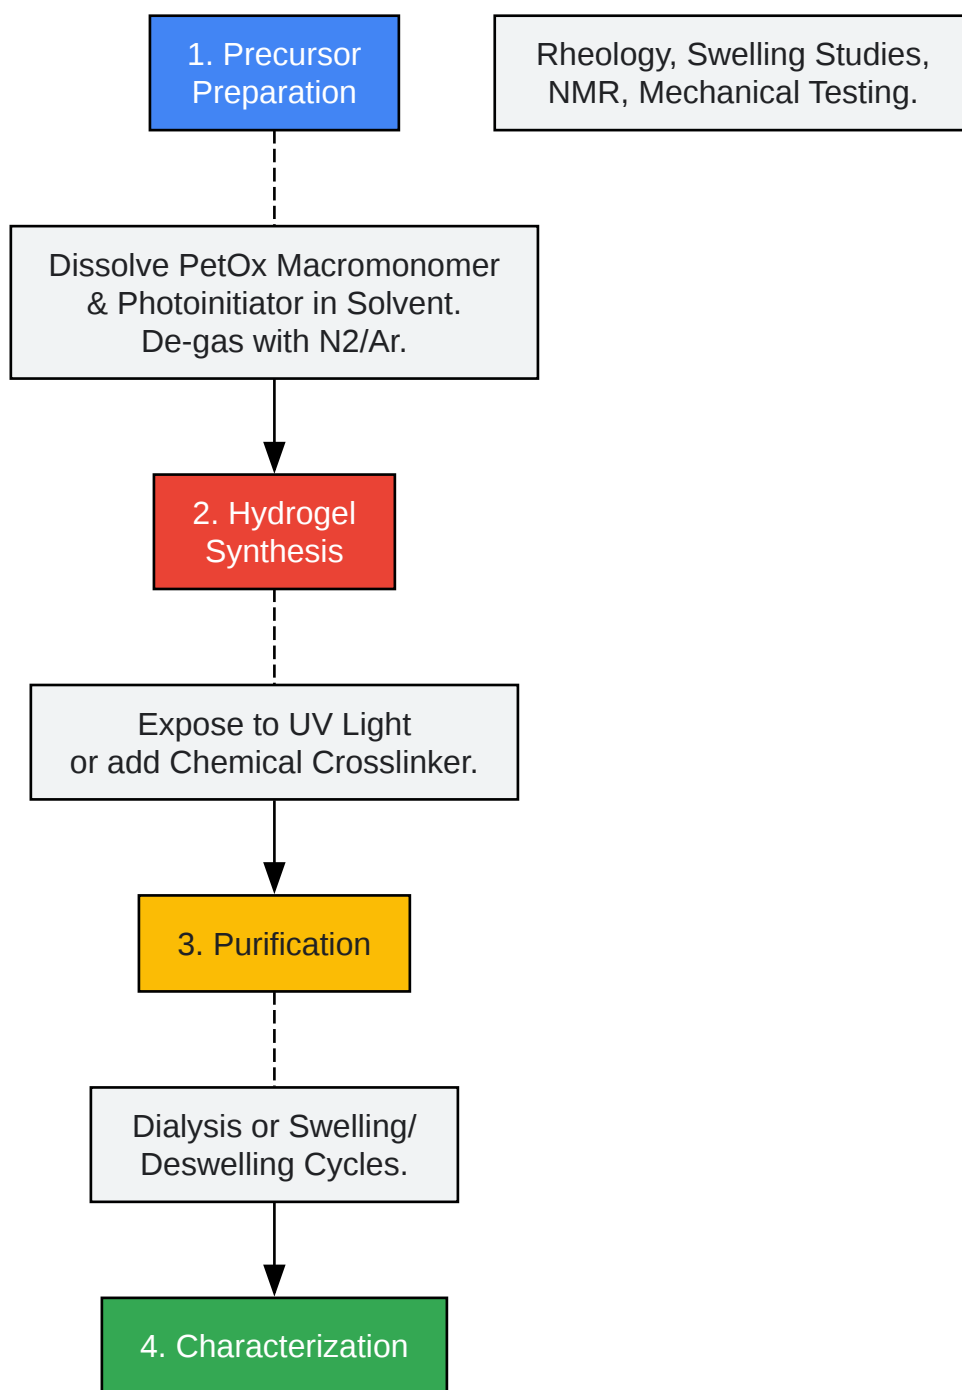 1. Precursor
Preparation
Rheology, Swelling Studies,
NMR, Mechanical Testing.
Dissolve PetOx Macromonomer
& Photoinitiator in Solvent.
De-gas with N2/Ar.
2. Hydrogel
Synthesis
Expose to UV Light
or add Chemical Crosslinker.
3. Purification
Dialysis or Swelling/
Deswelling Cycles.
4. Characterization